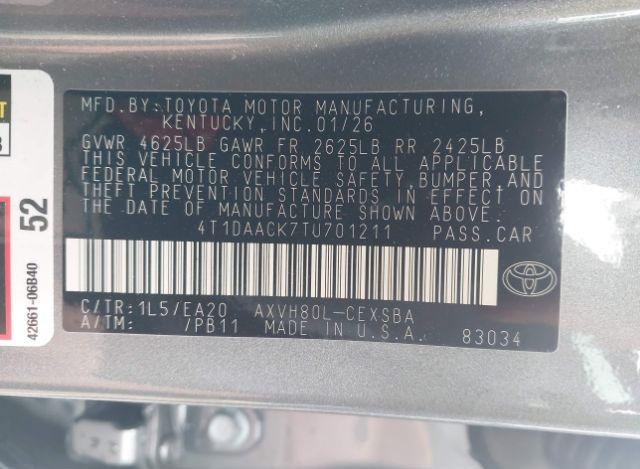 MFD.BY:TOYOTA MOTOR MANUFACTURING,
KENTUCKY,INC.01/26
GVWR 4625LB GAWR FR 2625LB RR 2425LB
THIS VEHICLE CONFORMS TO ALL APPLICABLE
FEDERAL MOTOR VEHICLE SAFETY,BUMPER,AND
THEFT PREVENTION STANDARDS IN EFFECT ON
THE DATE OF MANUFACTURE SHOWN ABOVE.
4T1DAACK7TU701211 PASS.CAR
C/TR:1L5/EA20 AXVH80L-CEXSBA
A/TM: /PB11 MADE IN U.S.A. 83034
52
42661-06B40